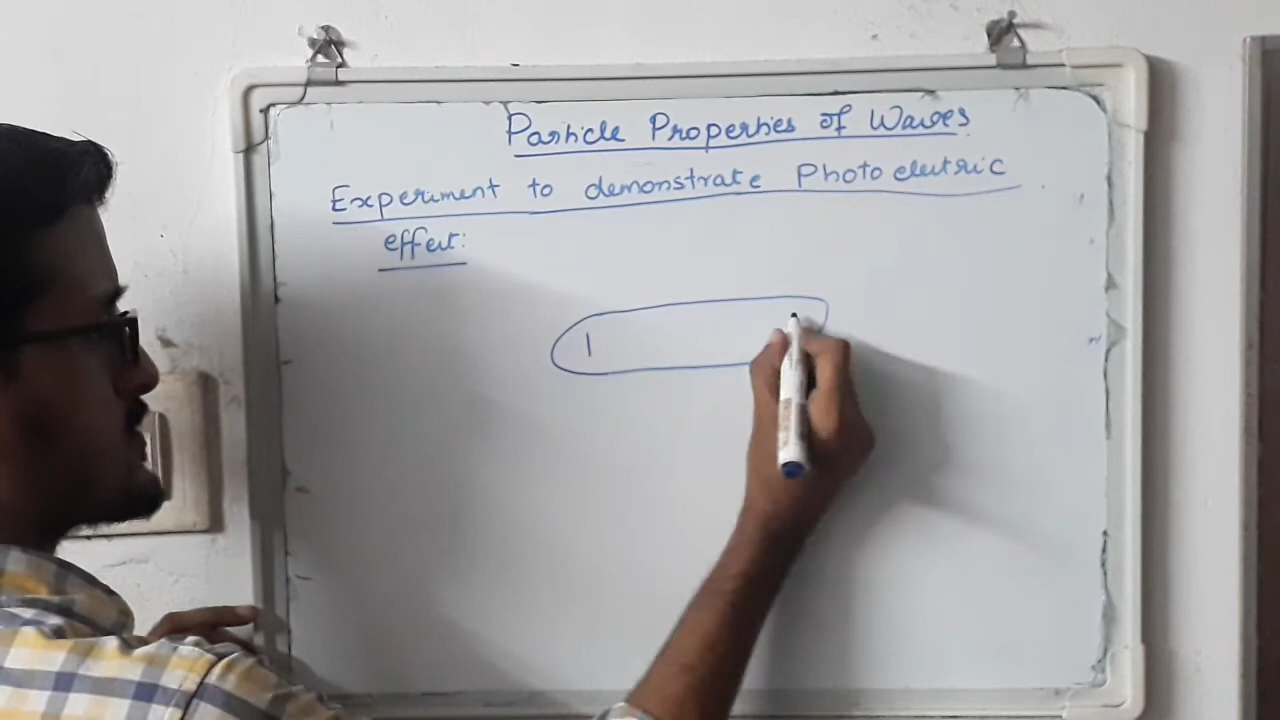 Particle Properties of Waves
Experiment to demonstrate Photo electric
effect: